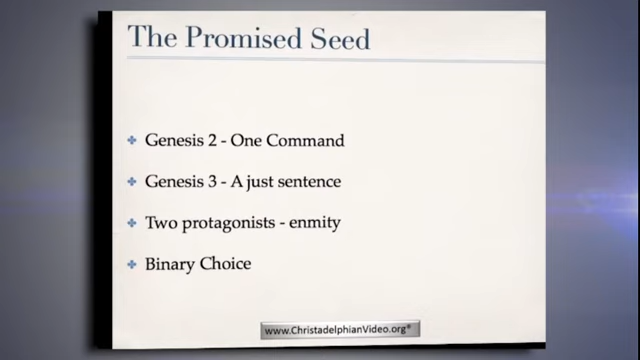 The Promised Seed
Genesis 2 - One Command
Genesis 3 - A just sentence
Two protagonists - enmity
Binary Choice
www.ChristadelphianVideo.org®